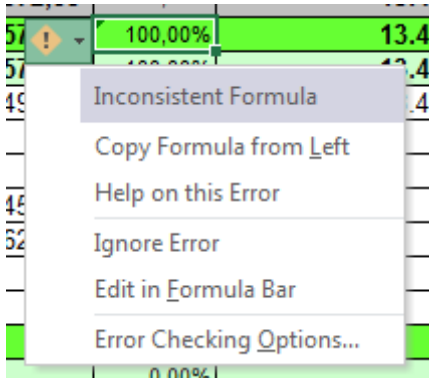 100,00%
13.4
Inconsistent Formula
Copy Formula from Left
Help on this Error
Ignore Error
Edit in Formula Bar
Error Checking Options...
0,00%